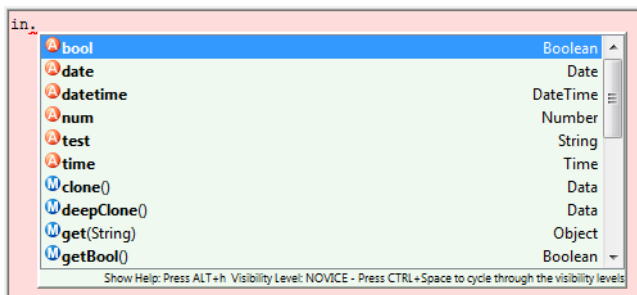 in.
A bool Boolean
A date Date
A datetime DateTime
A num Number
A test String
A time Time
M clone() Data
M deepClone() Data
M get(String) Object
M getBool() Boolean
Show Help: Press ALT+h Visibility Level: NOVICE - Press CTRL+Space to cycle through the visibility levels